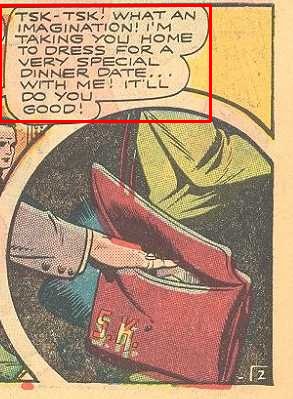 TSK-TSK! WHAT AN
IMAGINATION! I'M
TAKING YOU HOME
TO DRESS FOR A
VERY SPECIAL
DINNER DATE...
WITH ME! IT'LL
DO YOU
GOOD!
S.K.
2